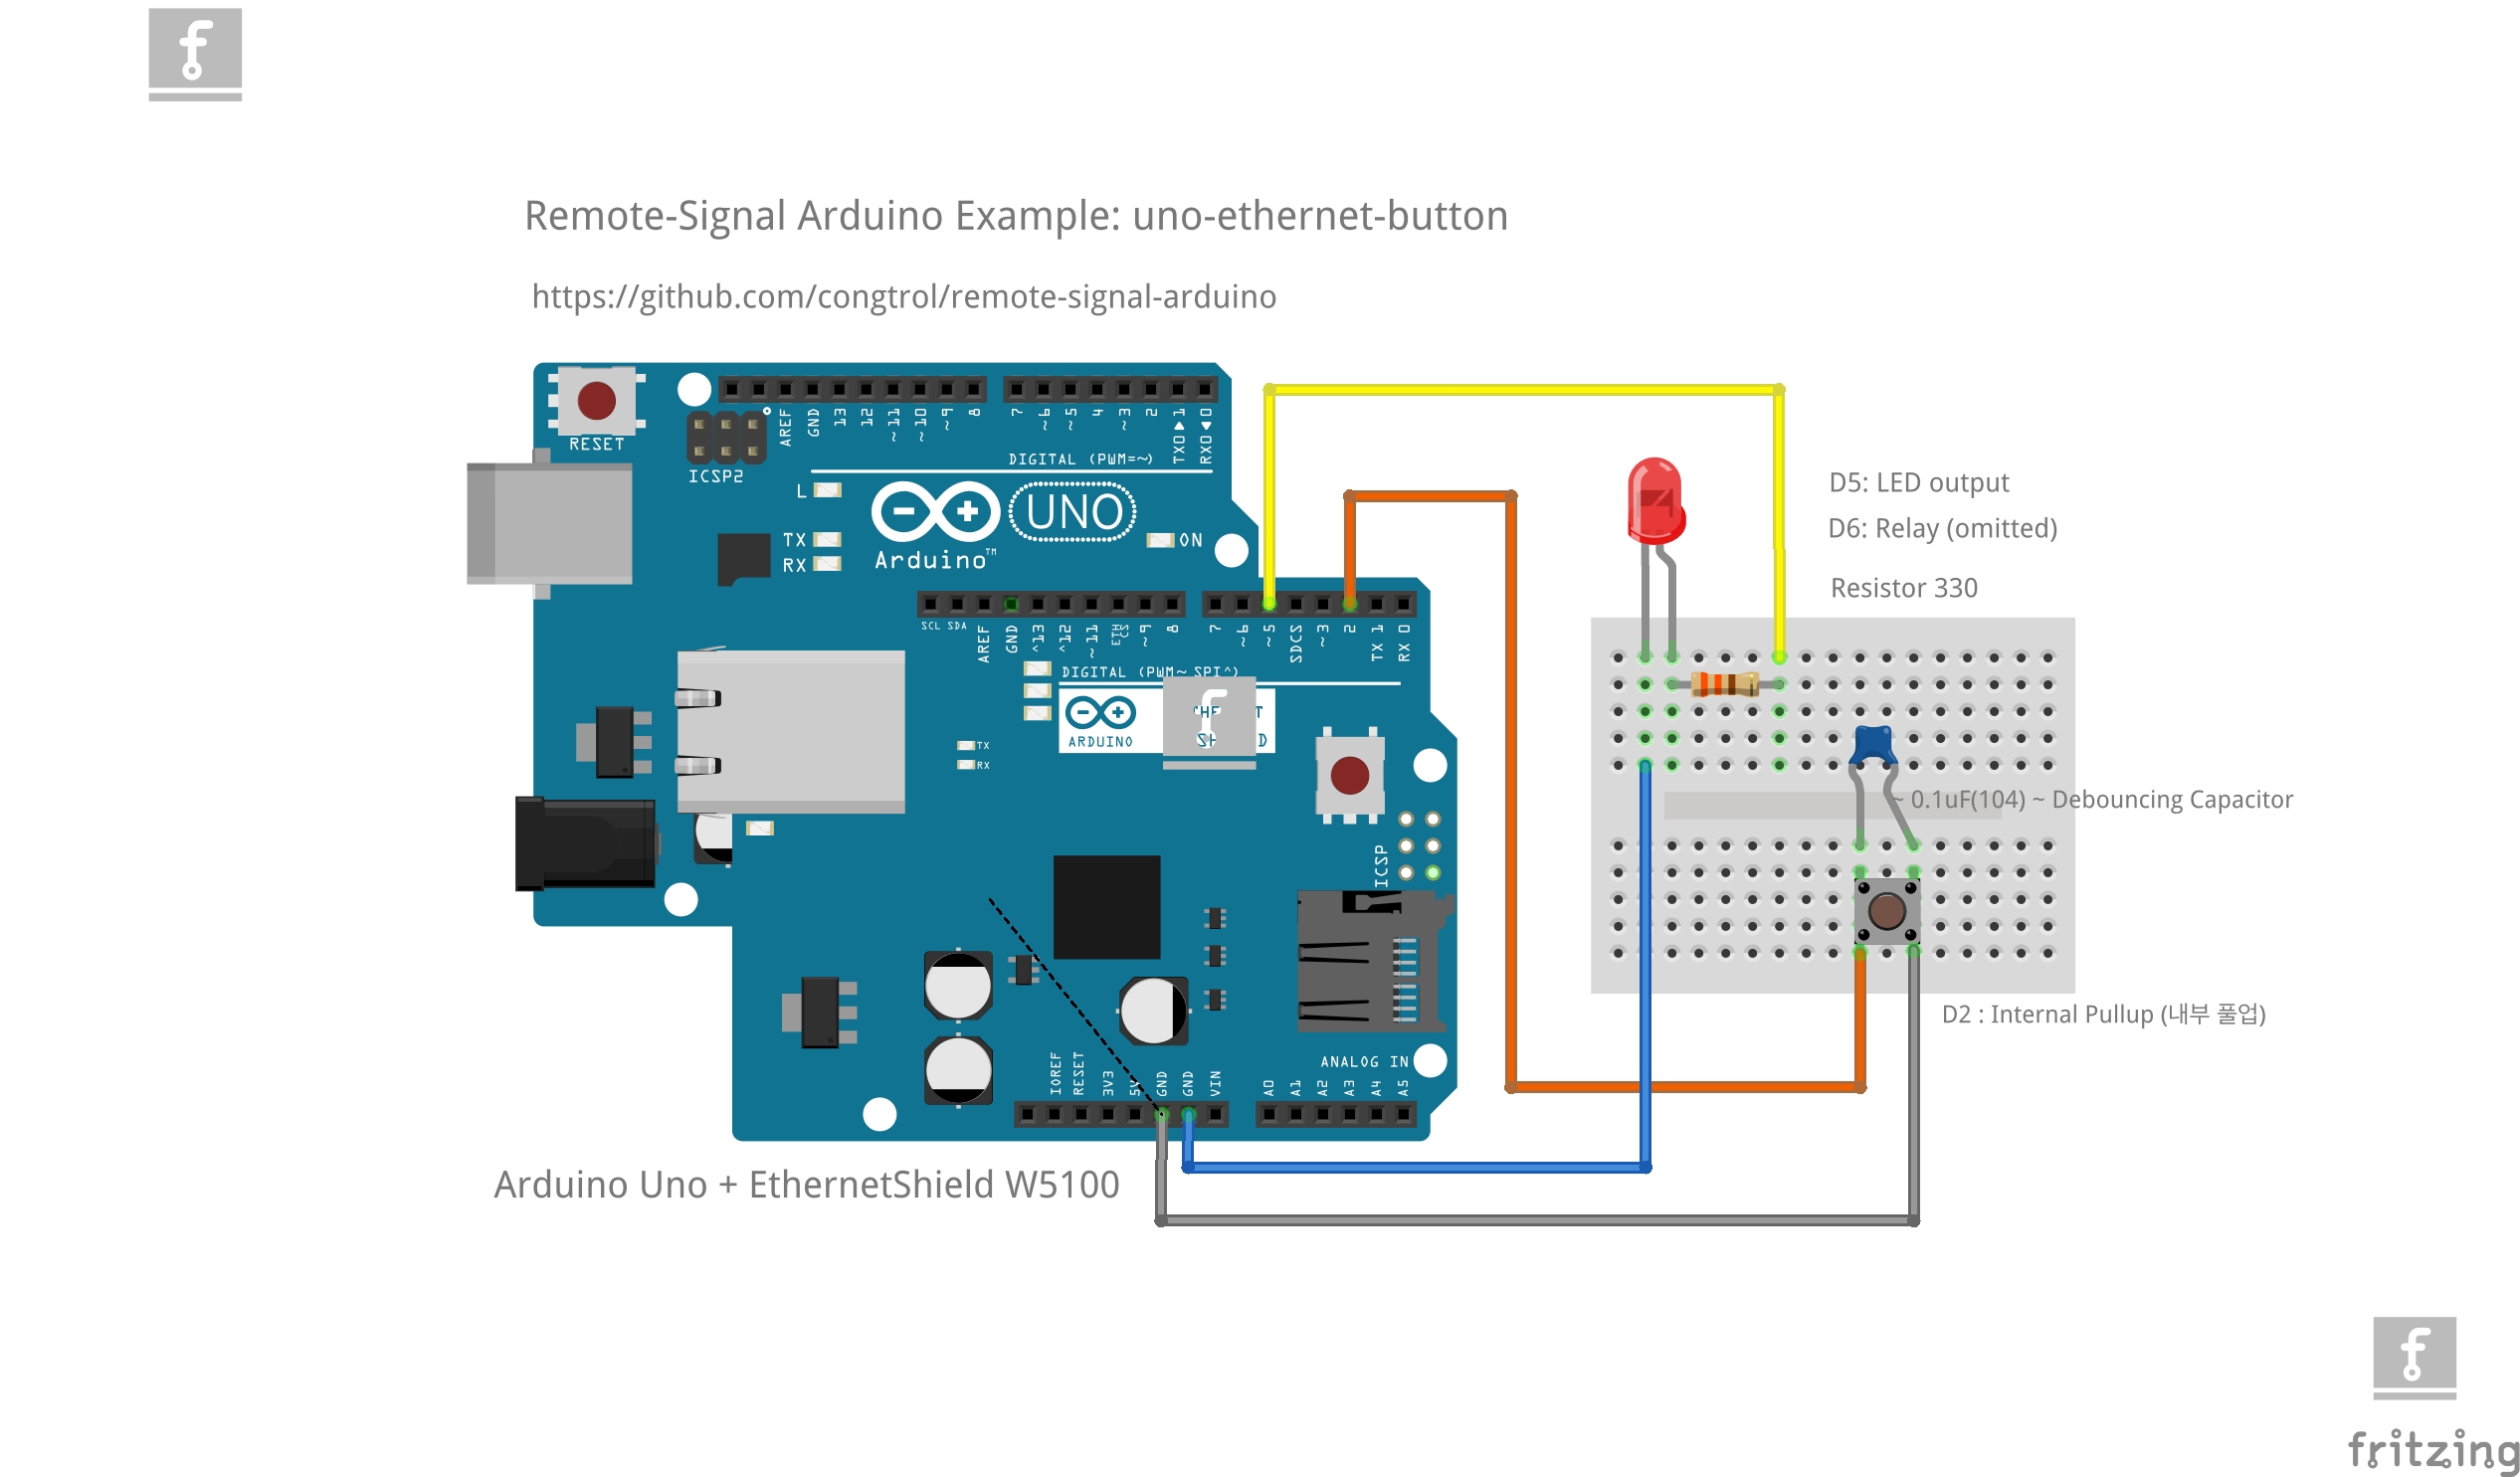 Remote-Signal Arduino Example: uno-ethernet-button
https://github.com/congtrol/remote-signal-arduino
RESET
ICSP2
AREF
GND
13
12
~11
~10
~9
8
7
~6
~5
4
~3
2
TX0 ▶ 1
RX0 ◀ 0
DIGITAL (PWM=~)
L
TX
RX
Arduino™
UNO
ON
SCL SDA
AREF
GND
^13
^12
~11
ETH CS
~9
8
7
~6
~5
SDCS
~3
2
TX 1
RX 0
DIGITAL (PWM~ SPI^)
ARDUINO
TX
RX
ICSP
D5: LED output
D6: Relay (omitted)
Resistor 330
~ 0.1uF(104) ~ Debouncing Capacitor
D2 : Internal Pullup (내부 풀업)
ANALOG IN
IOREF
RESET
3V3
5V
GND
GND
VIN
A0
A1
A2
A3
A4
A5
Arduino Uno + EthernetShield W5100
fritzing